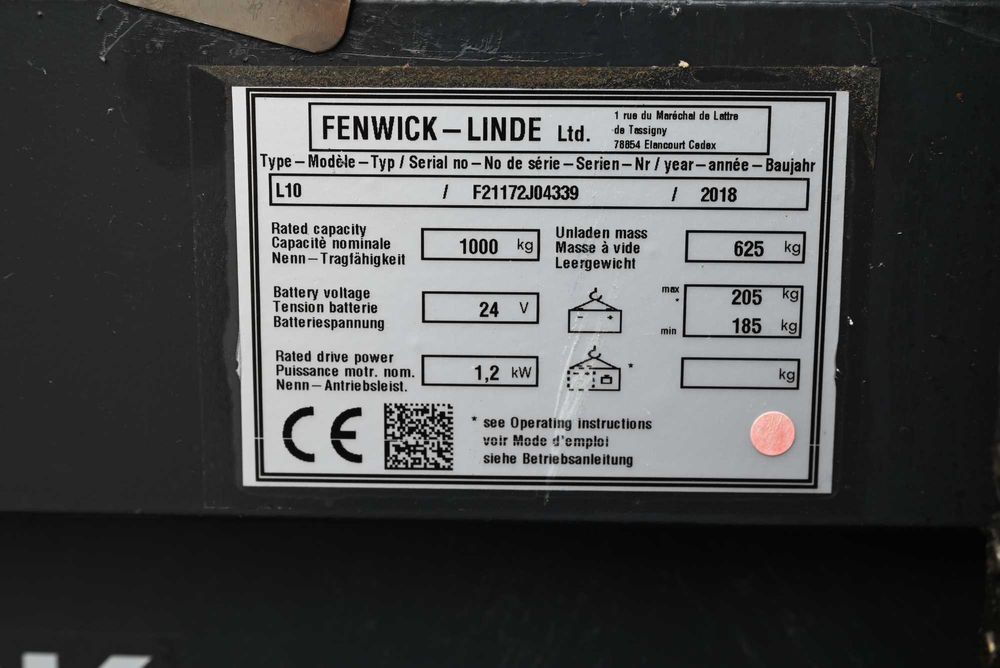 FENWICK-LINDE Ltd.
1 rue du Maréchal de Lattre
de Tassigny
78854 Elancourt Cedex
Type-Modèle-Typ / Serial no-No de série-Serien-Nr / year-année-Baujahr
L10 / F21172J04339 / 2018
Rated capacity
Capacité nominale
Nenn-Tragfähigkeit
1000 kg
Unladen mass
Masse à vide
Leergewicht
625 kg
Battery voltage
Tension batterie
Batteriespannung
24 V
- +
max
*
min
205 kg
185 kg
Rated drive power
Puissance motr. nom.
Nenn-Antriebsleist.
1,2 kW
*
kg
CE
* see Operating instructions
voir Mode d'emploi
siehe Betriebsanleitung